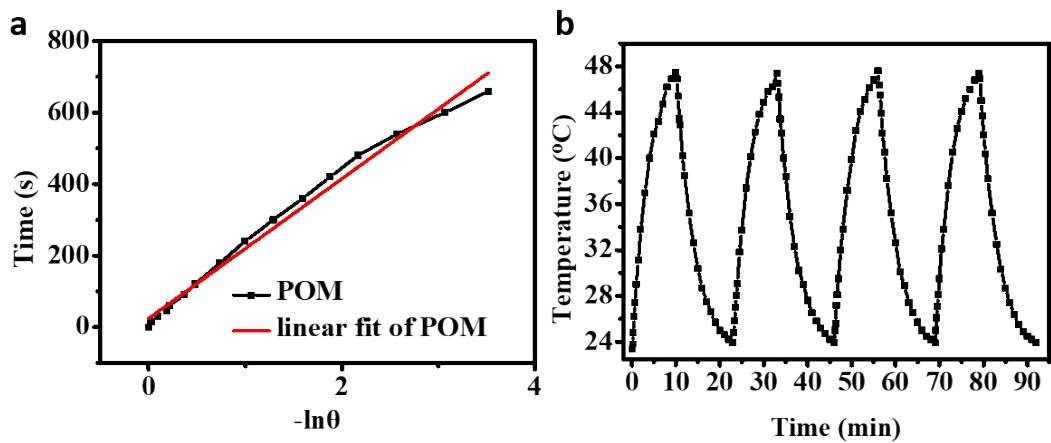 a
800
600
400
200
0
Time (s)
POM
linear fit of POM
0
2
4
-lnθ
b
48
44
40
36
32
28
24
Temperature (°C)
0 10 20 30 40 50 60 70 80 90
Time (min)